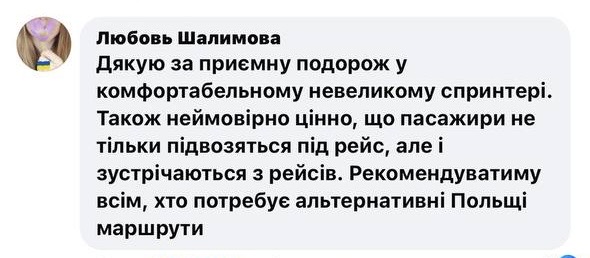 Любовь Шалимова
Дякую за приємну подорож у
комфортабельному невеликому спринтері.
Також неймовірно цінно, що пасажири не
тільки підвозяться під рейс, але і
зустрічаються з рейсів. Рекомендуватиму
всім, хто потребує альтернативні Польщі
маршрути